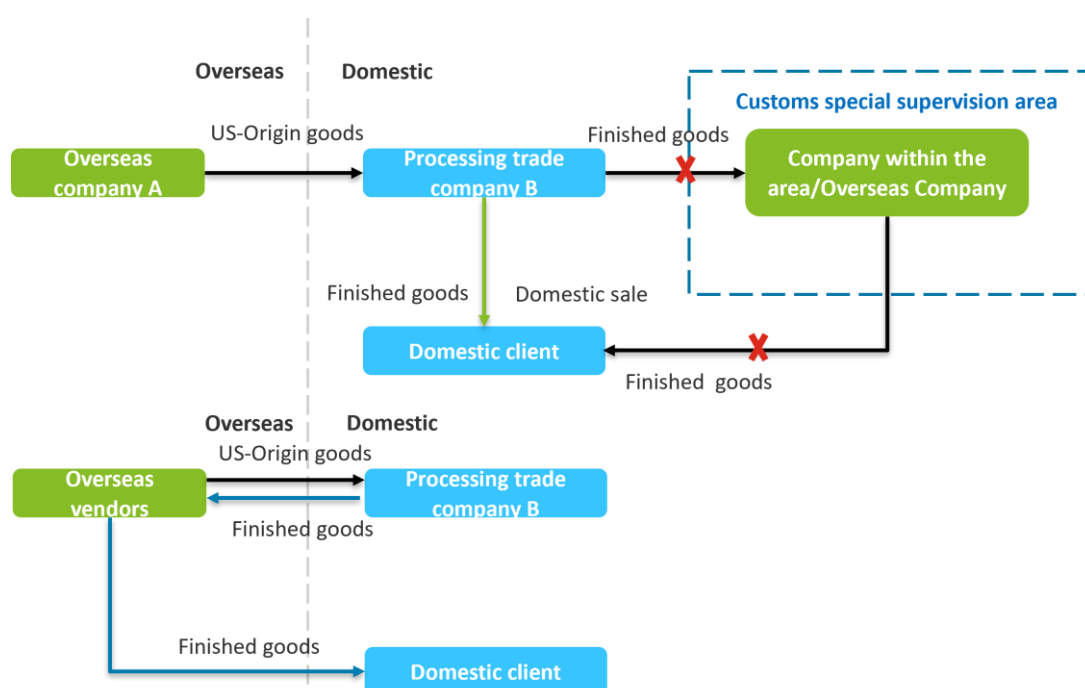 Overseas
Domestic
Customs special supervision area
US-Origin goods
Finished goods
Overseas
company A
Processing trade
company B
Company within the
area/Overseas Company
Finished goods
Domestic sale
Domestic client
Finished  goods
Overseas
Domestic
US-Origin goods
Overseas
vendors
Processing trade
company B
Finished goods
Finished goods
Domestic client